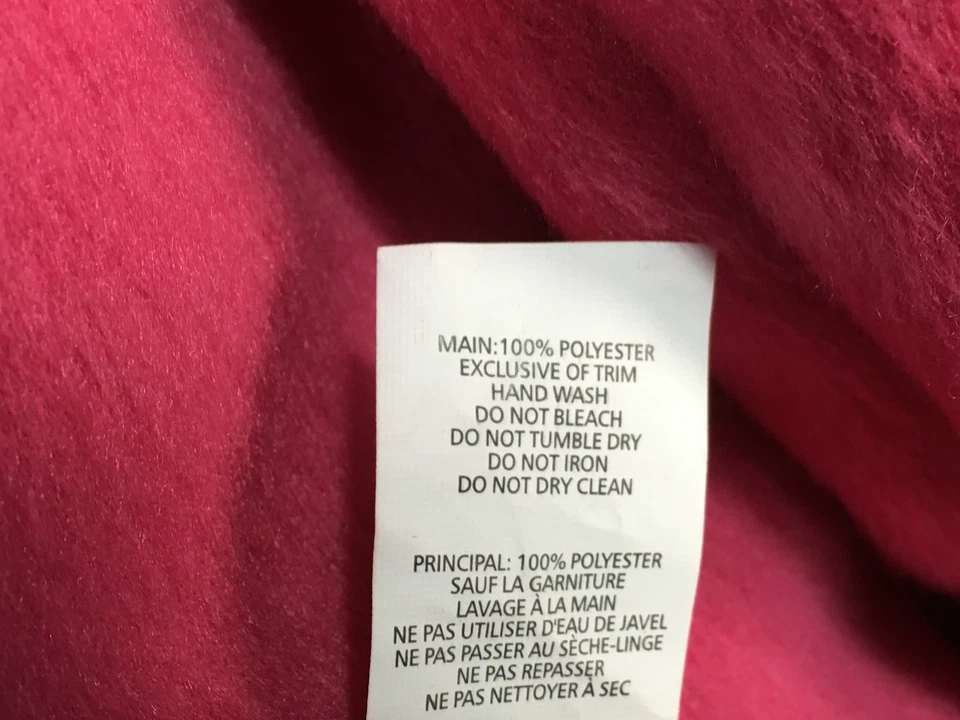 MAIN:100% POLYESTER
EXCLUSIVE OF TRIM
HAND WASH
DO NOT BLEACH
DO NOT TUMBLE DRY
DO NOT IRON
DO NOT DRY CLEAN
PRINCIPAL: 100% POLYESTER
SAUF LA GARNITURE
LAVAGE À LA MAIN
NE PAS UTILISER D'EAU DE JAVEL
NE PAS PASSER AU SÈCHE-LINGE
NE PAS REPASSER
NE PAS NETTOYER À SEC